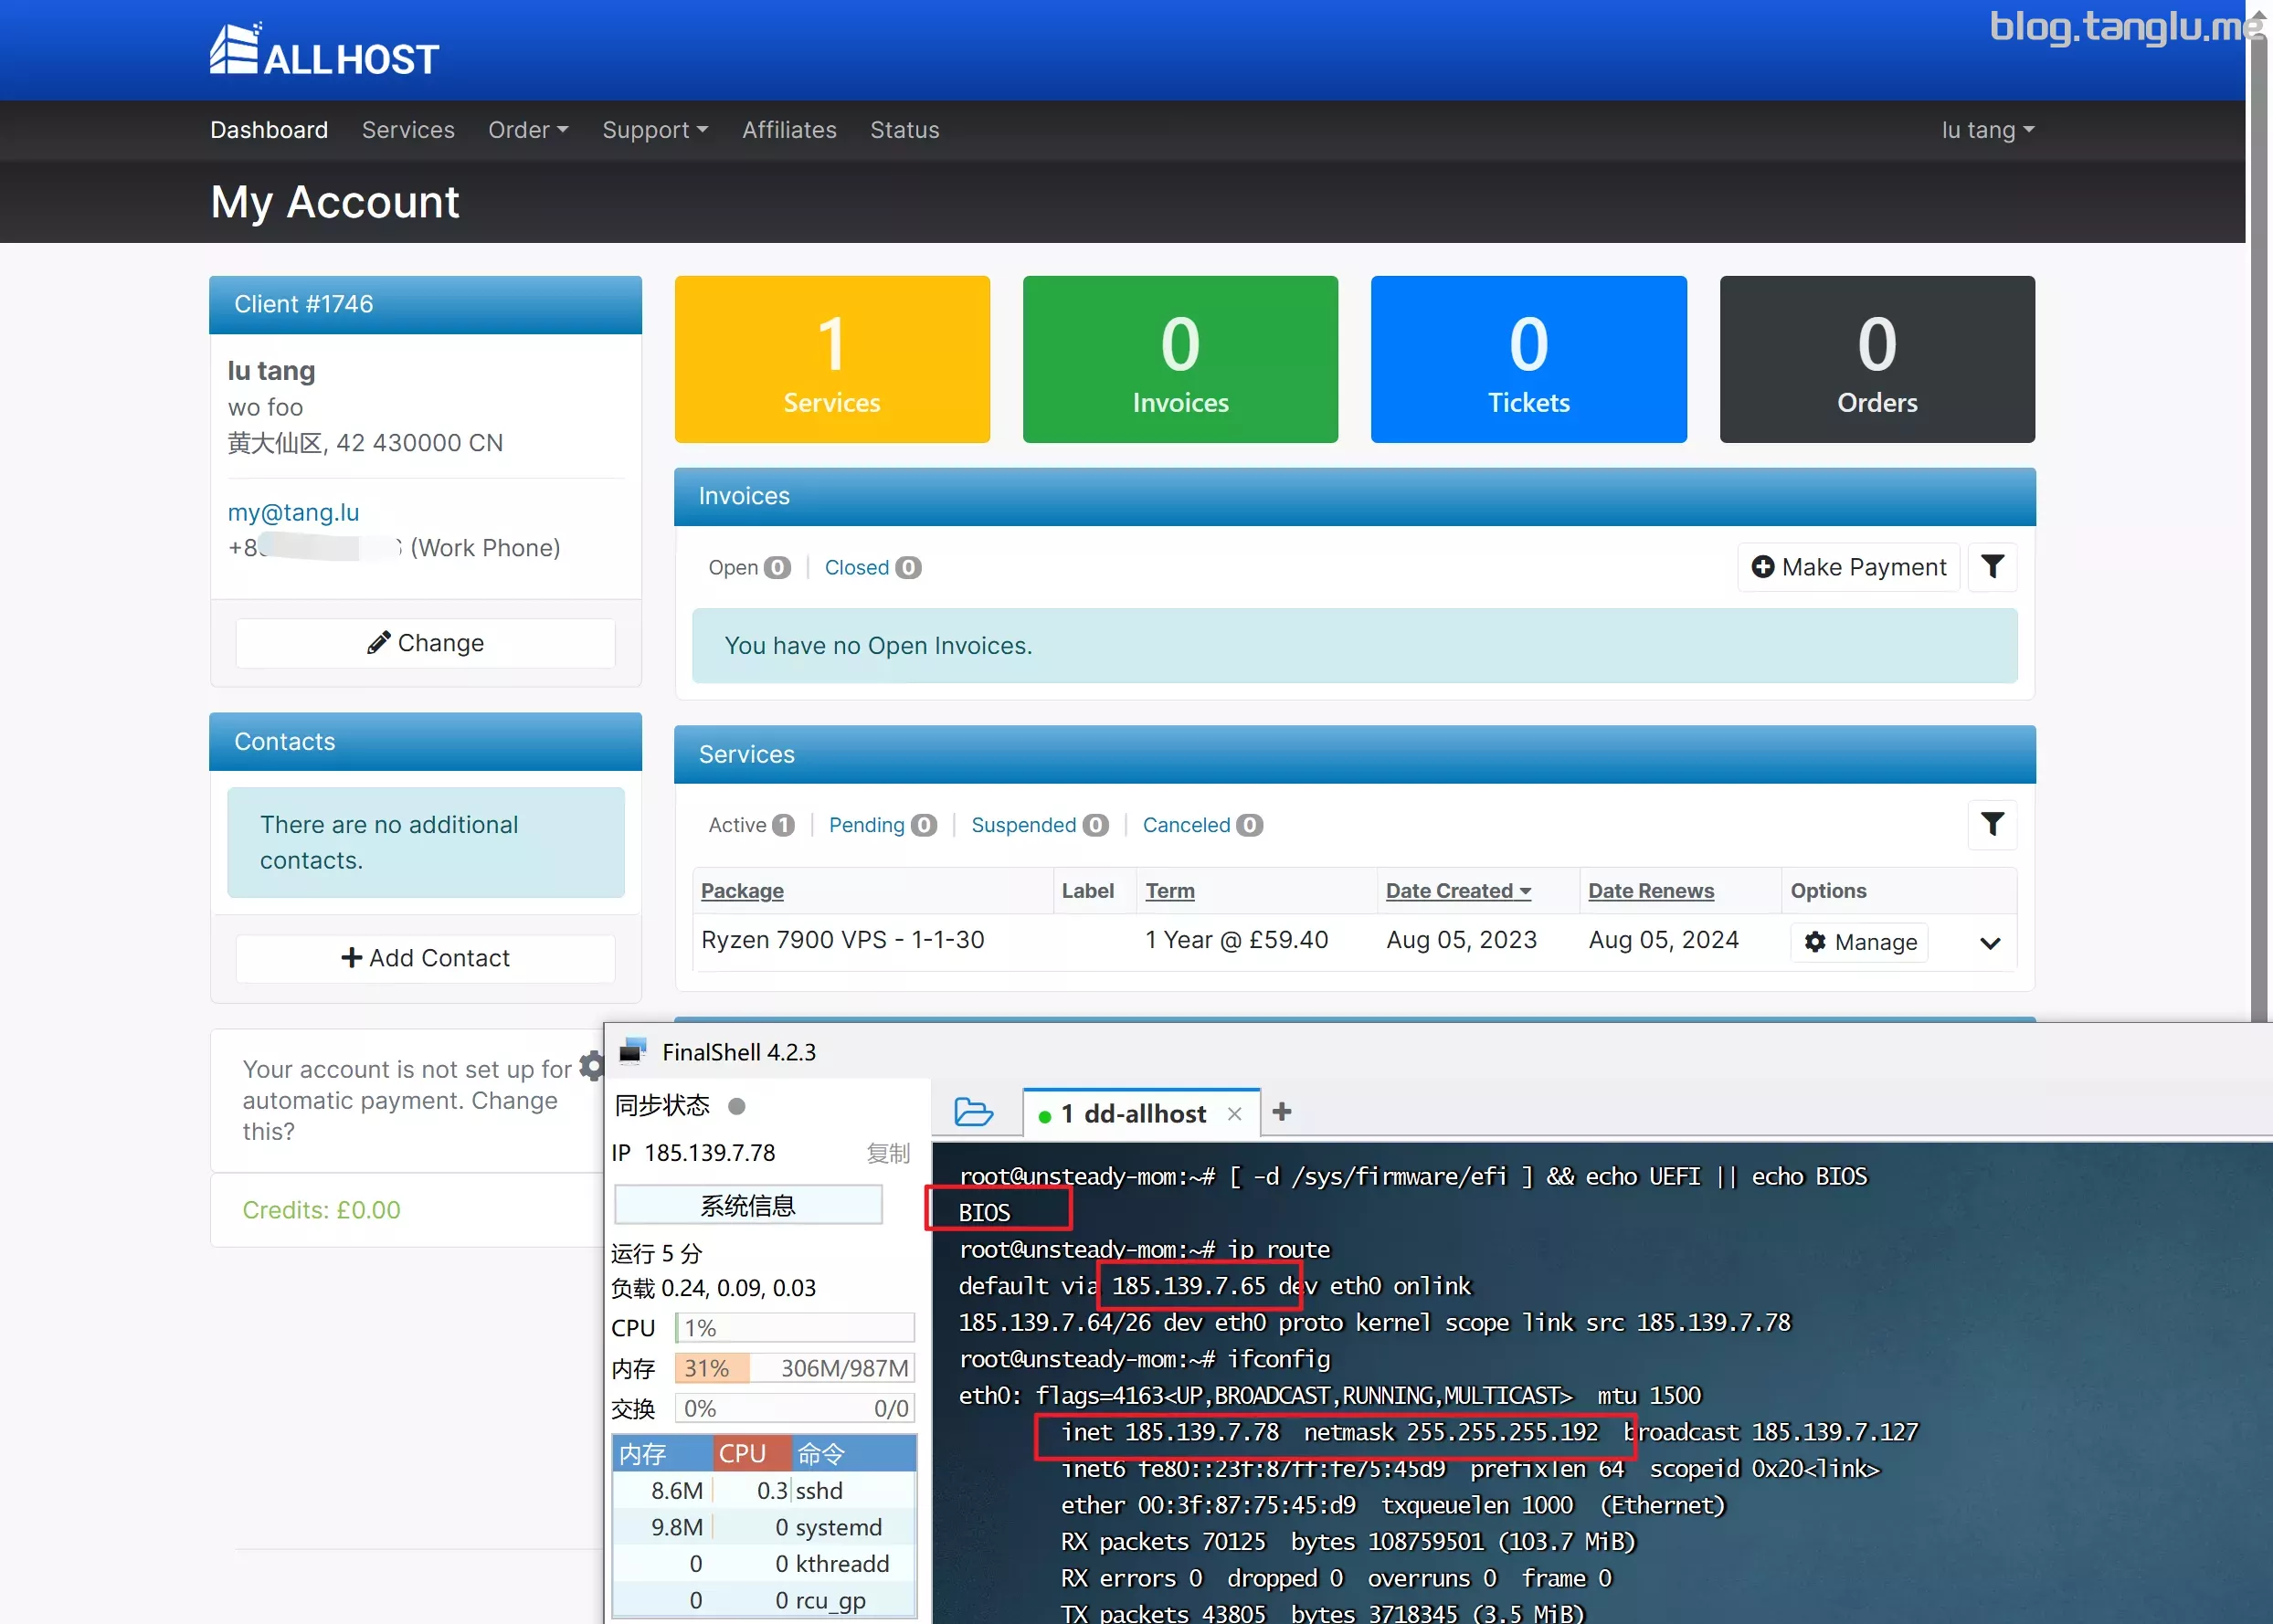 ALLHOST
blog.tanglu.me
Dashboard Services Order Support Affiliates Status lu tang
My Account
Client #1746
lu tang
wo foo
黄大仙区, 42 430000 CN
my@tang.lu
(Work Phone)
Change
Contacts
There are no additional
contacts.
Add Contact
Your account is not set up for
automatic payment. Change
this?
Credits: £0.00
1
Services
0
Invoices
0
Tickets
0
Orders
Invoices
Open 0 Closed 0 Make Payment
You have no Open Invoices.
Services
Active 1 Pending 0 Suspended 0 Canceled 0
Package Label Term Date Created Date Renews Options
Ryzen 7900 VPS - 1-1-30 1 Year @ £59.40 Aug 05, 2023 Aug 05, 2024 Manage
FinalShell 4.2.3
同步状态
IP 185.139.7.78 复制
系统信息
运行 5 分
负载 0.24, 0.09, 0.03
CPU 1%
内存 31% 306M/987M
交换 0% 0/0
内存 CPU 命令
8.6M 0.3 sshd
9.8M 0 systemd
0 0 kthreadd
0 0 rcu_gp
1 dd-allhost
root@unsteady-mom:~# [ -d /sys/firmware/efi ] && echo UEFI || echo BIOS
BIOS
root@unsteady-mom:~# ip route
default via 185.139.7.65 dev eth0 onlink
185.139.7.64/26 dev eth0 proto kernel scope link src 185.139.7.78
root@unsteady-mom:~# ifconfig
eth0: flags=4163<UP,BROADCAST,RUNNING,MULTICAST> mtu 1500
inet 185.139.7.78 netmask 255.255.255.192 broadcast 185.139.7.127
inet6 fe80::23f:87ff:fe75:45d9 prefixlen 64 scopeid 0x20<link>
ether 00:3f:87:75:45:d9 txqueuelen 1000 (Ethernet)
RX packets 70125 bytes 108759501 (103.7 MiB)
RX errors 0 dropped 0 overruns 0 frame 0
TX packets 43805 bytes 3718345 (3.5 MiB)